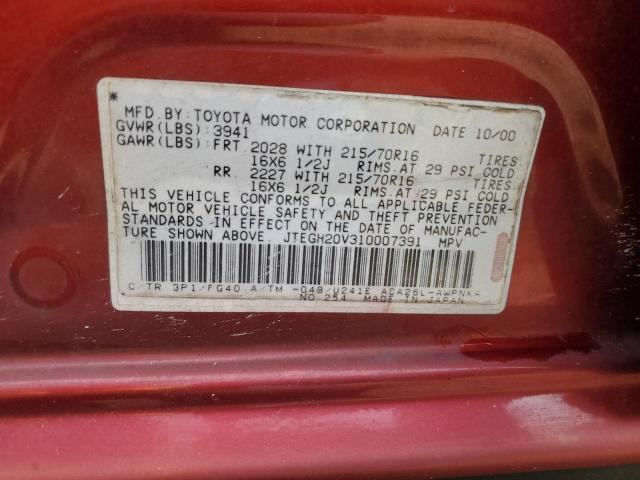 *
MFD. BY: TOYOTA MOTOR CORPORATION DATE 10/00
GVWR(LBS): 3941
GAWR(LBS): FRT 2028 WITH 215/70R16 TIRES
16X6 1/2J RIMS.AT 29 PSI COLD
RR. 2227 WITH 215/70R16 TIRES
16X6 1/2J RIMS.AT 29 PSI COLD
THIS VEHICLE CONFORMS TO ALL APPLICABLE FEDER-
AL MOTOR VEHICLE SAFETY AND THEFT PREVENTION
STANDARDS IN EFFECT ON THE DATE OF MANUFAC-
TURE SHOWN ABOVE. JTEGH20V310007391 MPV
C/TR 3P1/FG40 A/TM -04B/U241E ACA26L-AWPNKA
NO 254 MADE IN JAPAN